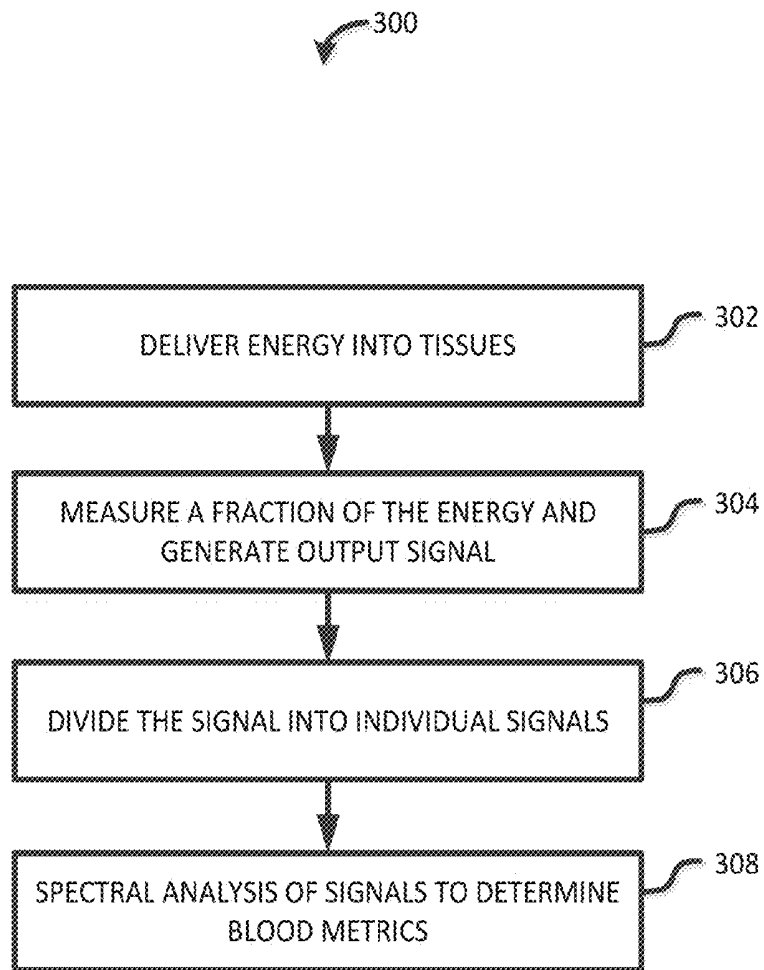 300
DELIVER ENERGY INTO TISSUES
302
MEASURE A FRACTION OF THE ENERGY AND
GENERATE OUTPUT SIGNAL
304
DIVIDE THE SIGNAL INTO INDIVIDUAL SIGNALS
306
SPECTRAL ANALYSIS OF SIGNALS TO DETERMINE
BLOOD METRICS
308